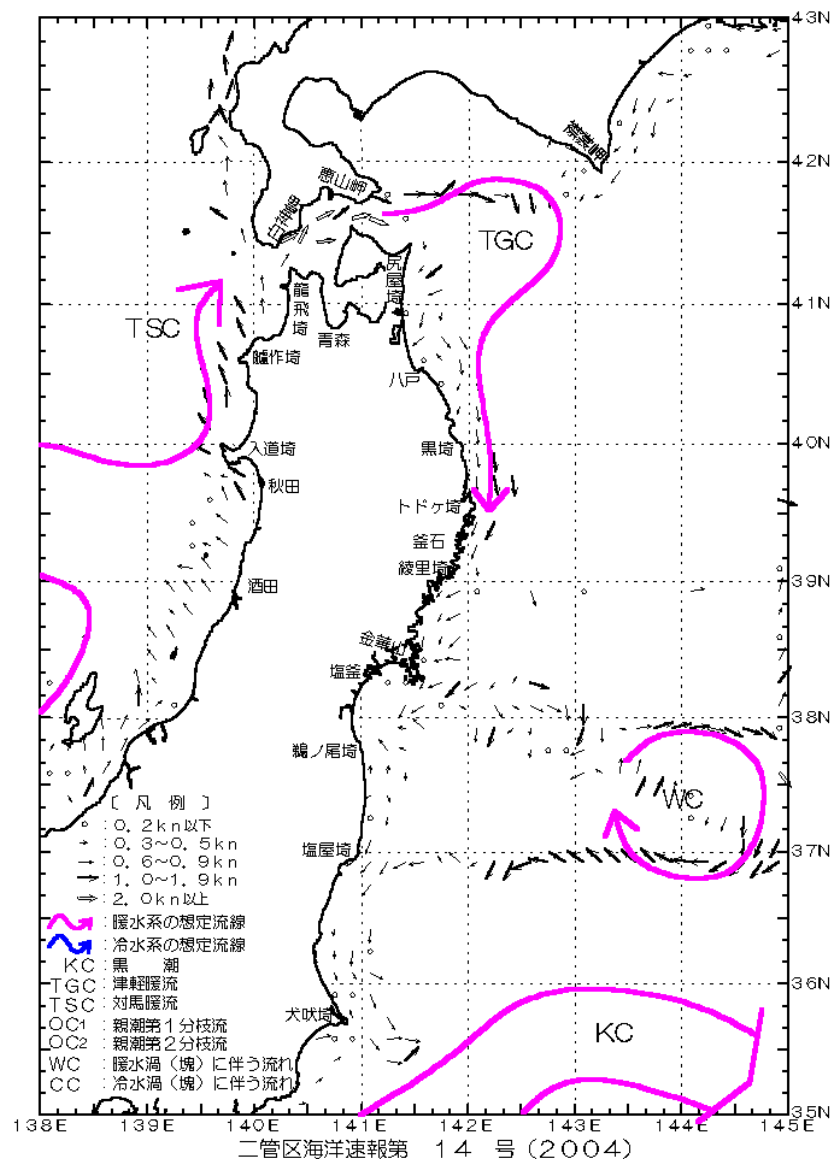 43N
襟裳岬
42N
恵山岬
白神岬
TGC
尻屋埼
41N
TSC
龍飛埼
青森
艫作埼
八戸
40N
入道埼
黒埼
秋田
トドヶ埼
釜石
綾里埼
39N
酒田
金華山
塩釜
38N
鵜ノ尾埼
WC
[ 凡 例 ]
0.2kn以下
0.3~0.5kn
塩屋埼
37N
0.6~0.9kn
1.0~1.9kn
2.0kn以上
:暖水系の想定流線
:冷水系の想定流線
KC:黒 潮
36N
TGC:津軽暖流
TSC:対馬暖流
犬吠埼
OC1:親潮第1分枝流
KC
OC2:親潮第2分枝流
WC:暖水渦(塊)に伴う流れ
CC:冷水渦(塊)に伴う流れ
35N
138E 139E 140E 141E 142E 143E 144E 145E
二管区海洋速報第 14 号(2004)